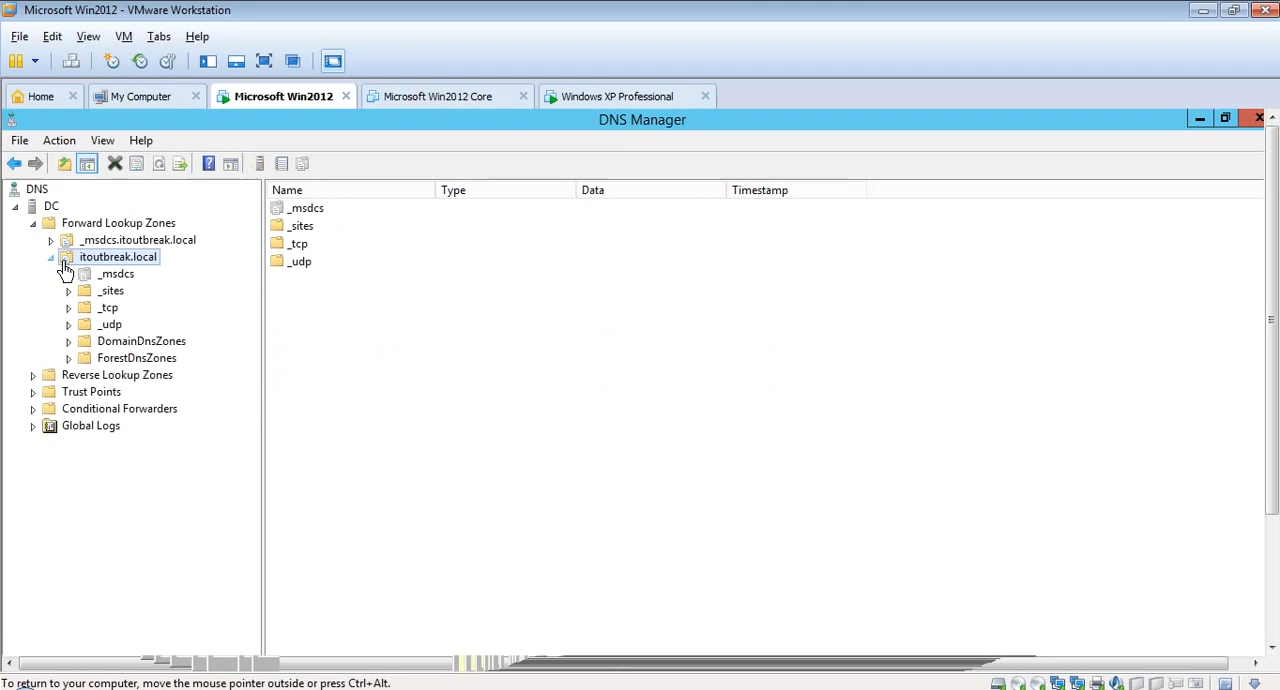 Microsoft Win2012 - VMware Workstation
File Edit View VM Tabs Help
Home My Computer Microsoft Win2012 Microsoft Win2012 Core Windows XP Professional
DNS Manager
File Action View Help
DNS
DC
Forward Lookup Zones
_msdcs.itoutbreak.local
itoutbreak.local
_msdcs
_sites
_tcp
_udp
DomainDnsZones
ForestDnsZones
Reverse Lookup Zones
Trust Points
Conditional Forwarders
Global Logs
Name Type Data Timestamp
_msdcs
_sites
_tcp
_udp
To return to your computer, move the mouse pointer outside or press Ctrl+Alt.